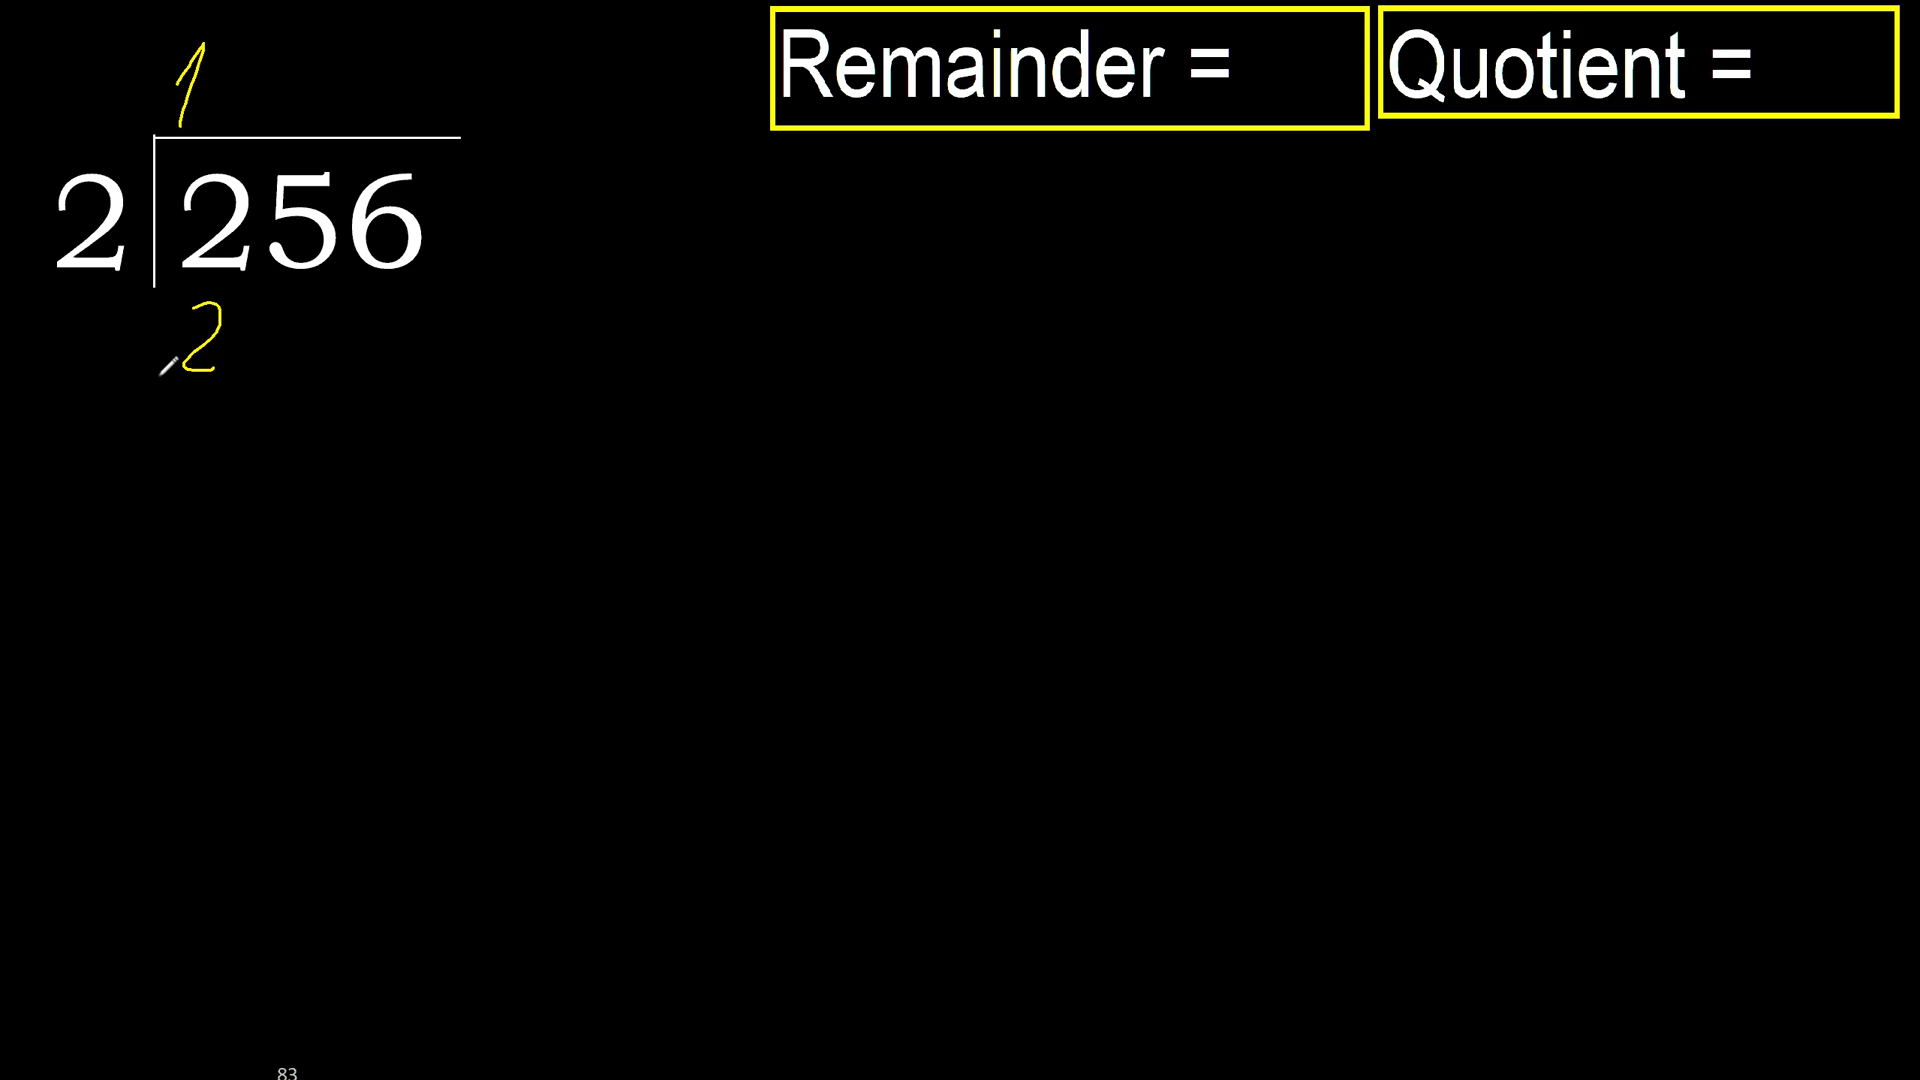 Remainder = Quotient =
1
2 256
2
83